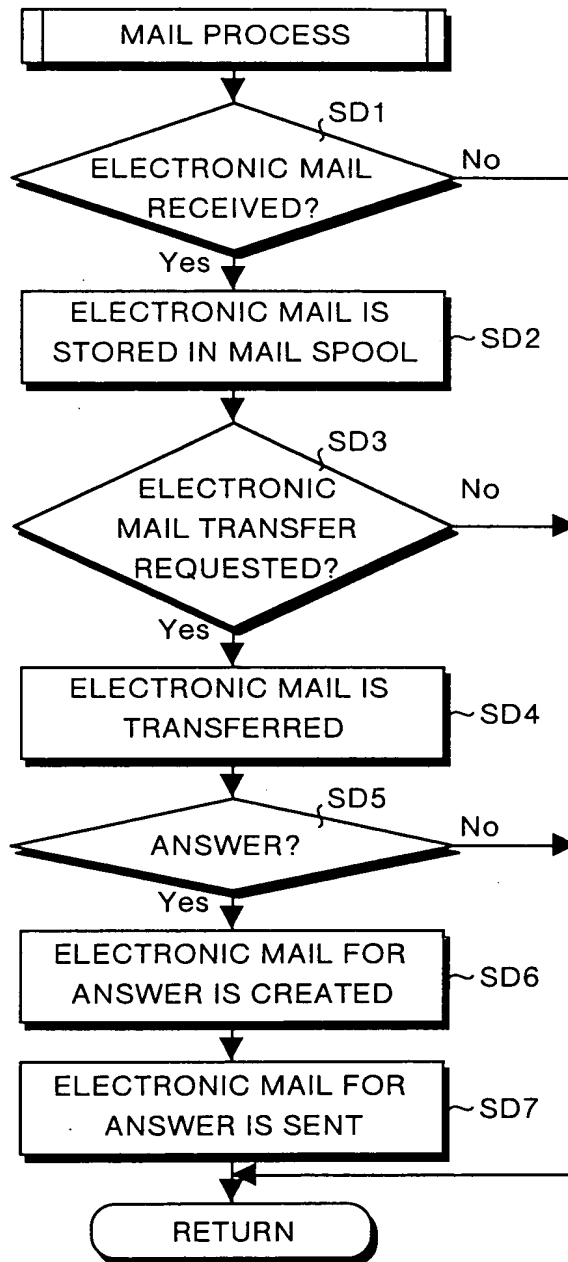 MAIL PROCESS
SD1
ELECTRONIC MAIL
RECEIVED?
No
Yes
ELECTRONIC MAIL IS
STORED IN MAIL SPOOL
SD2
SD3
ELECTRONIC
MAIL TRANSFER
REQUESTED?
No
Yes
ELECTRONIC MAIL IS
TRANSFERRED
SD4
SD5
ANSWER?
No
Yes
ELECTRONIC MAIL FOR
ANSWER IS CREATED
SD6
ELECTRONIC MAIL FOR
ANSWER IS SENT
SD7
RETURN